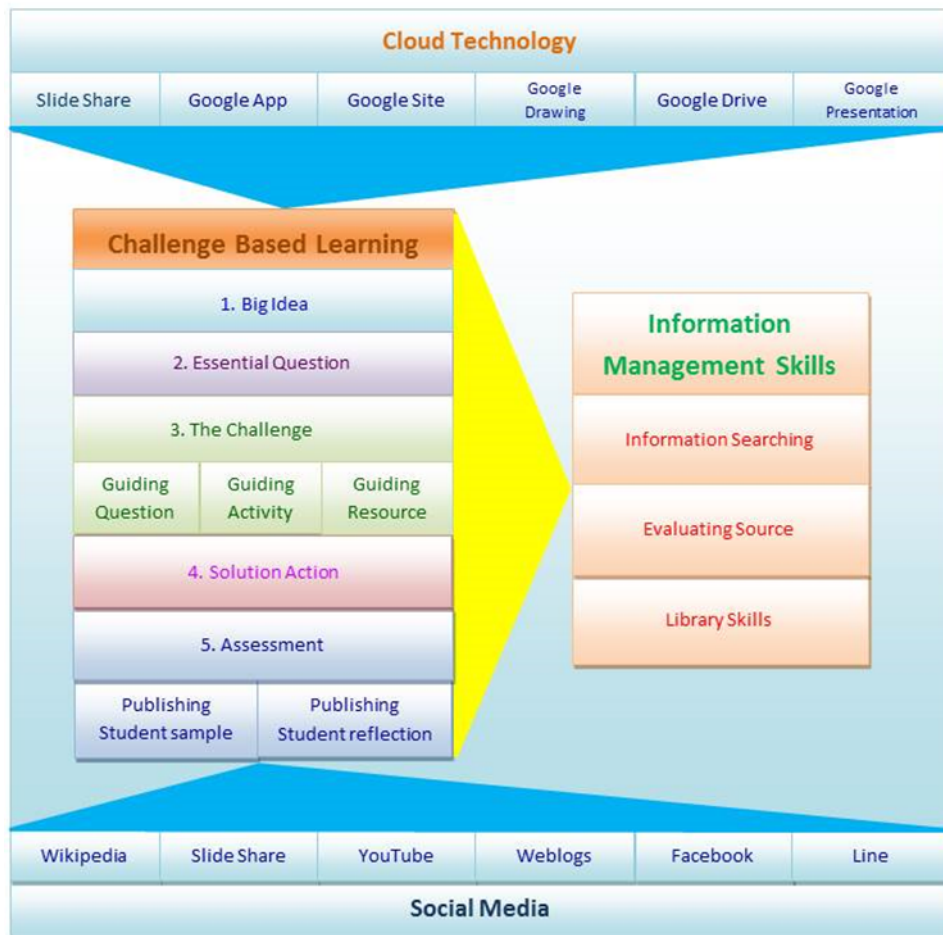 Cloud Technology
Slide Share
Google App
Google Site
Google
Drawing
Google Drive
Google
Presentation
Challenge Based Learning
1. Big Idea
2. Essential Question
3. The Challenge
Guiding
Question
Guiding
Activity
Guiding
Resource
4. Solution Action
5. Assessment
Publishing
Student sample
Publishing
Student reflection
Information
Management Skills
Information Searching
Evaluating Source
Library Skills
Wikipedia
Slide Share
YouTube
Weblogs
Facebook
Line
Social Media